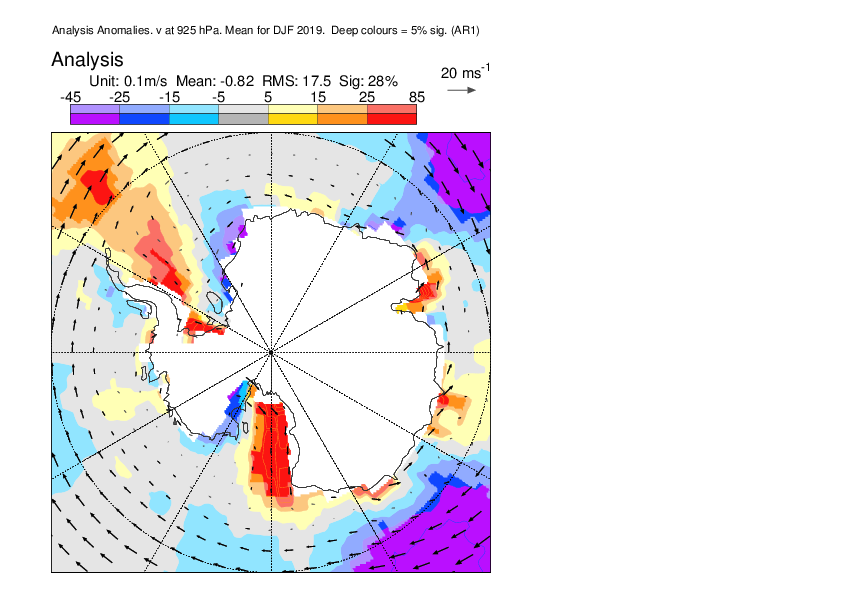 Analysis Anomalies. v at 925 hPa. Mean for DJF 2019. Deep colours = 5% sig. (AR1)
Analysis
20 ms-1
Unit: 0.1m/s Mean: -0.82 RMS: 17.5 Sig: 28%
-45 -25 -15 -5 5 15 25 85